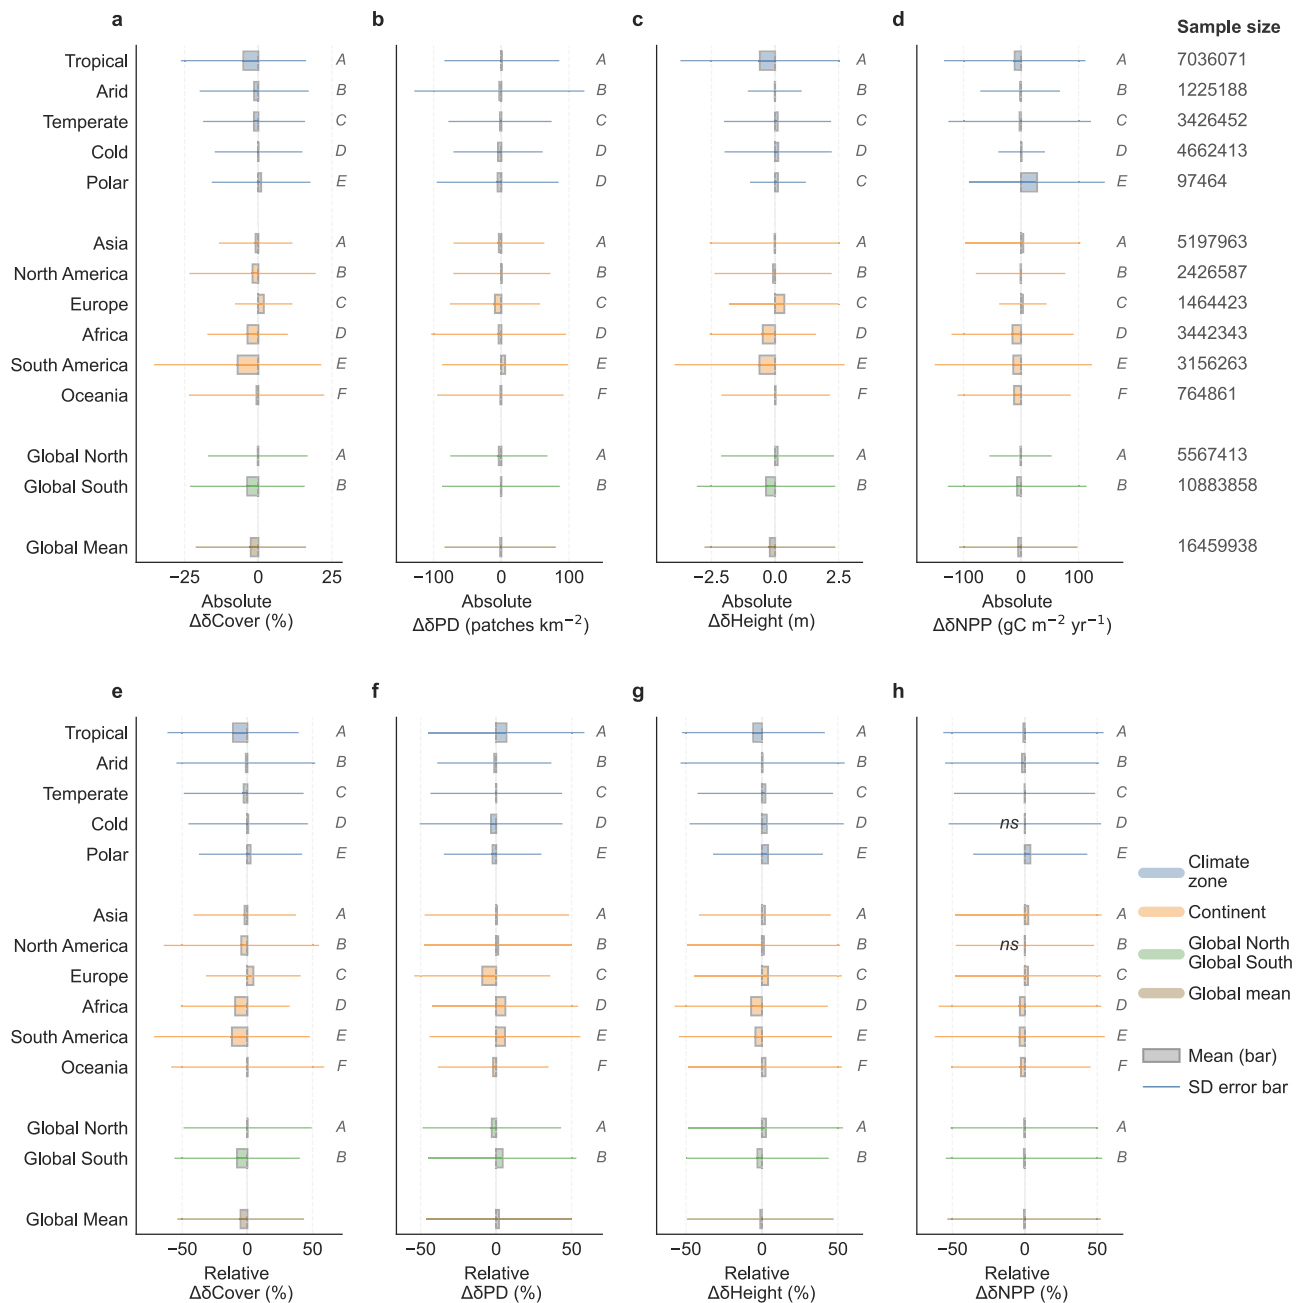 a b c d Sample size
Tropical A A A A 7036071
Arid B B B B 1225188
Temperate C C C C 3426452
Cold D D D D 4662413
Polar E D C E 97464
Asia A A A A 5197963
North America B B B B 2426587
Europe C C C C 1464423
Africa D D D D 3442343
South America E E E E 3156263
Oceania F F F F 764861
Global North A A A A 5567413
Global South B B B B 10883858
Global Mean 16459938
−25 0 25 −100 0 100 −2.5 0.0 2.5 −100 0 100
Absolute Absolute Absolute Absolute
ΔδCover (%) ΔδPD (patches km⁻²) ΔδHeight (m) ΔδNPP (gC m⁻² yr⁻¹)
e f g h
Tropical A A A A
Arid B B B B
Temperate C C C C
Cold D D D ns D
Polar E E E E
Climate
zone
Asia A A A A
Continent
North America B B B ns B
Global North
Global South
Europe C C C C
Global mean
Africa D D D D
South America E E E E
Mean (bar)
Oceania F F F F
SD error bar
Global North A A A A
Global South B B B B
Global Mean
−50 0 50 −50 0 50 −50 0 50 −50 0 50
Relative Relative Relative Relative
ΔδCover (%) ΔδPD (%) ΔδHeight (%) ΔδNPP (%)